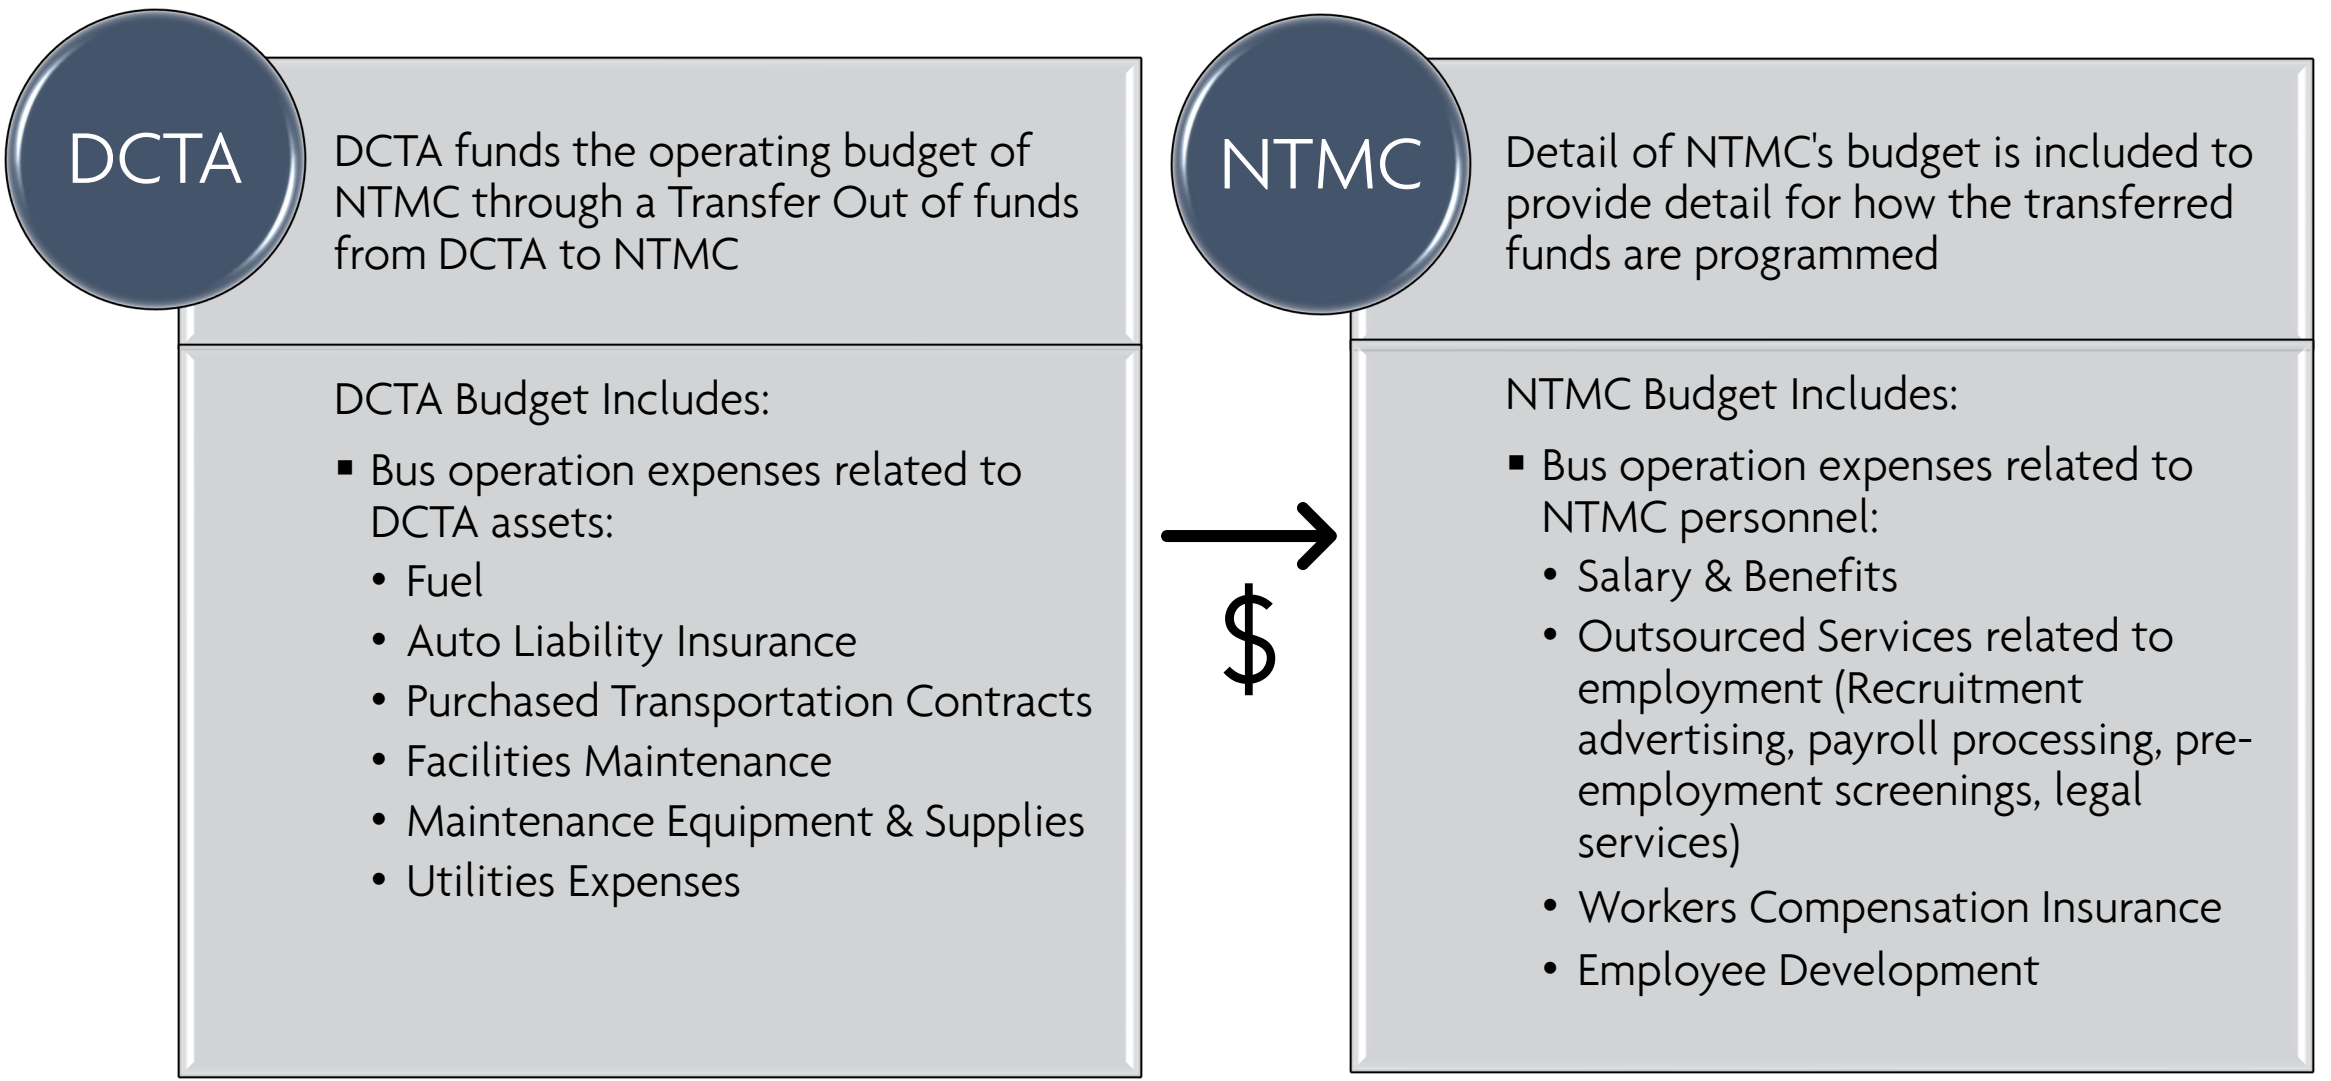 DCTA
DCTA funds the operating budget of
NTMC through a Transfer Out of funds
from DCTA to NTMC
DCTA Budget Includes:
▪ Bus operation expenses related to
DCTA assets:
• Fuel
• Auto Liability Insurance
• Purchased Transportation Contracts
• Facilities Maintenance
• Maintenance Equipment & Supplies
• Utilities Expenses
$
NTMC
Detail of NTMC's budget is included to
provide detail for how the transferred
funds are programmed
NTMC Budget Includes:
▪ Bus operation expenses related to
NTMC personnel:
• Salary & Benefits
• Outsourced Services related to
employment (Recruitment
advertising, payroll processing, pre-
employment screenings, legal
services)
• Workers Compensation Insurance
• Employee Development